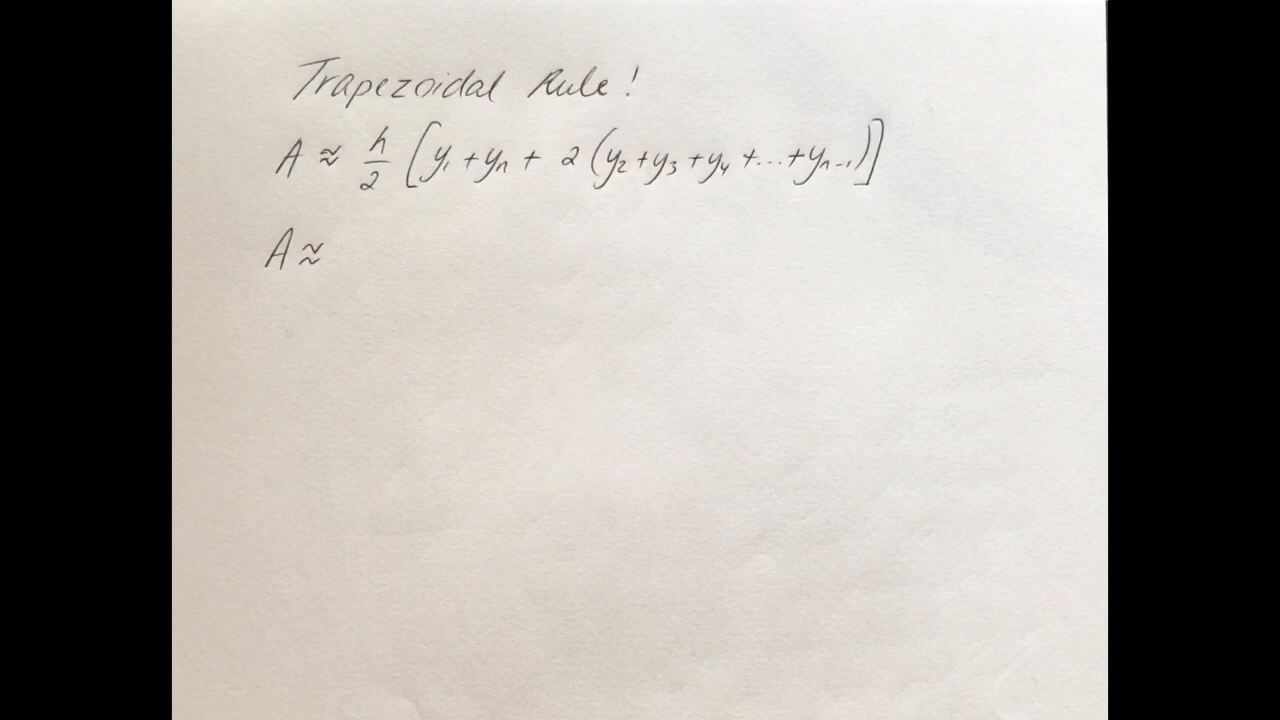 Trapezoidal Rule!
A ≈ h/2 [y₁ + yₙ + 2 (y₂ + y₃ + y₄ + ... + yₙ₋₁)]
A ≈